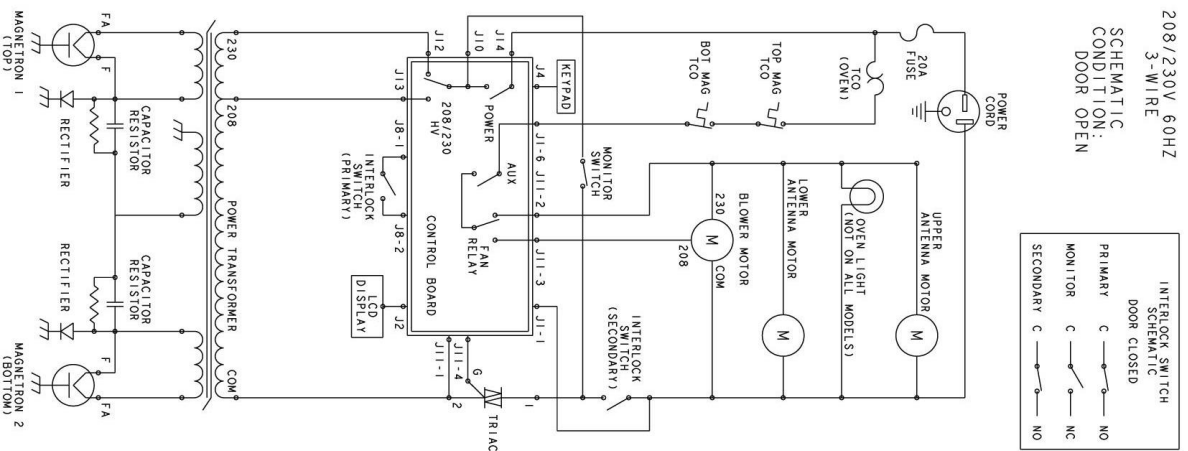 208/230V 60HZ
3-WIRE
SCHEMATIC
CONDITION:
DOOR OPEN
POWER
CORD
20A
FUSE
TCO
(OVEN)
TOP MAG
TCO
BOT MAG
TCO
UPPER
ANTENNA MOTOR
M
OVEN LIGHT
(NOT ON ALL MODELS)
LOWER
ANTENNA MOTOR
M
BLOWER MOTOR
230
M
COM
208
MONITOR
SWITCH
INTERLOCK
SWITCH
(SECONDARY)
KEYPAD
J4
J1-6
J11-2
J11-3
J1-1
J14
J10
J12
POWER
AUX
FAN
RELAY
208/230
HV
CONTROL BOARD
J13
J8-1
J8-2
J2
INTERLOCK
SWITCH
(PRIMARY)
LCD
DISPLAY
J11-4
J11-1
G
2
1
TRIAC
230
208
POWER TRANSFORMER
COM
CAPACITOR
RESISTOR
RECTIFIER
CAPACITOR
RESISTOR
RECTIFIER
FA
F
MAGNETRON 1
(TOP)
F
FA
MAGNETRON 2
(BOTTOM)
INTERLOCK SWITCH
SCHEMATIC
DOOR CLOSED
PRIMARY C NO
MONITOR C NC
SECONDARY C NO